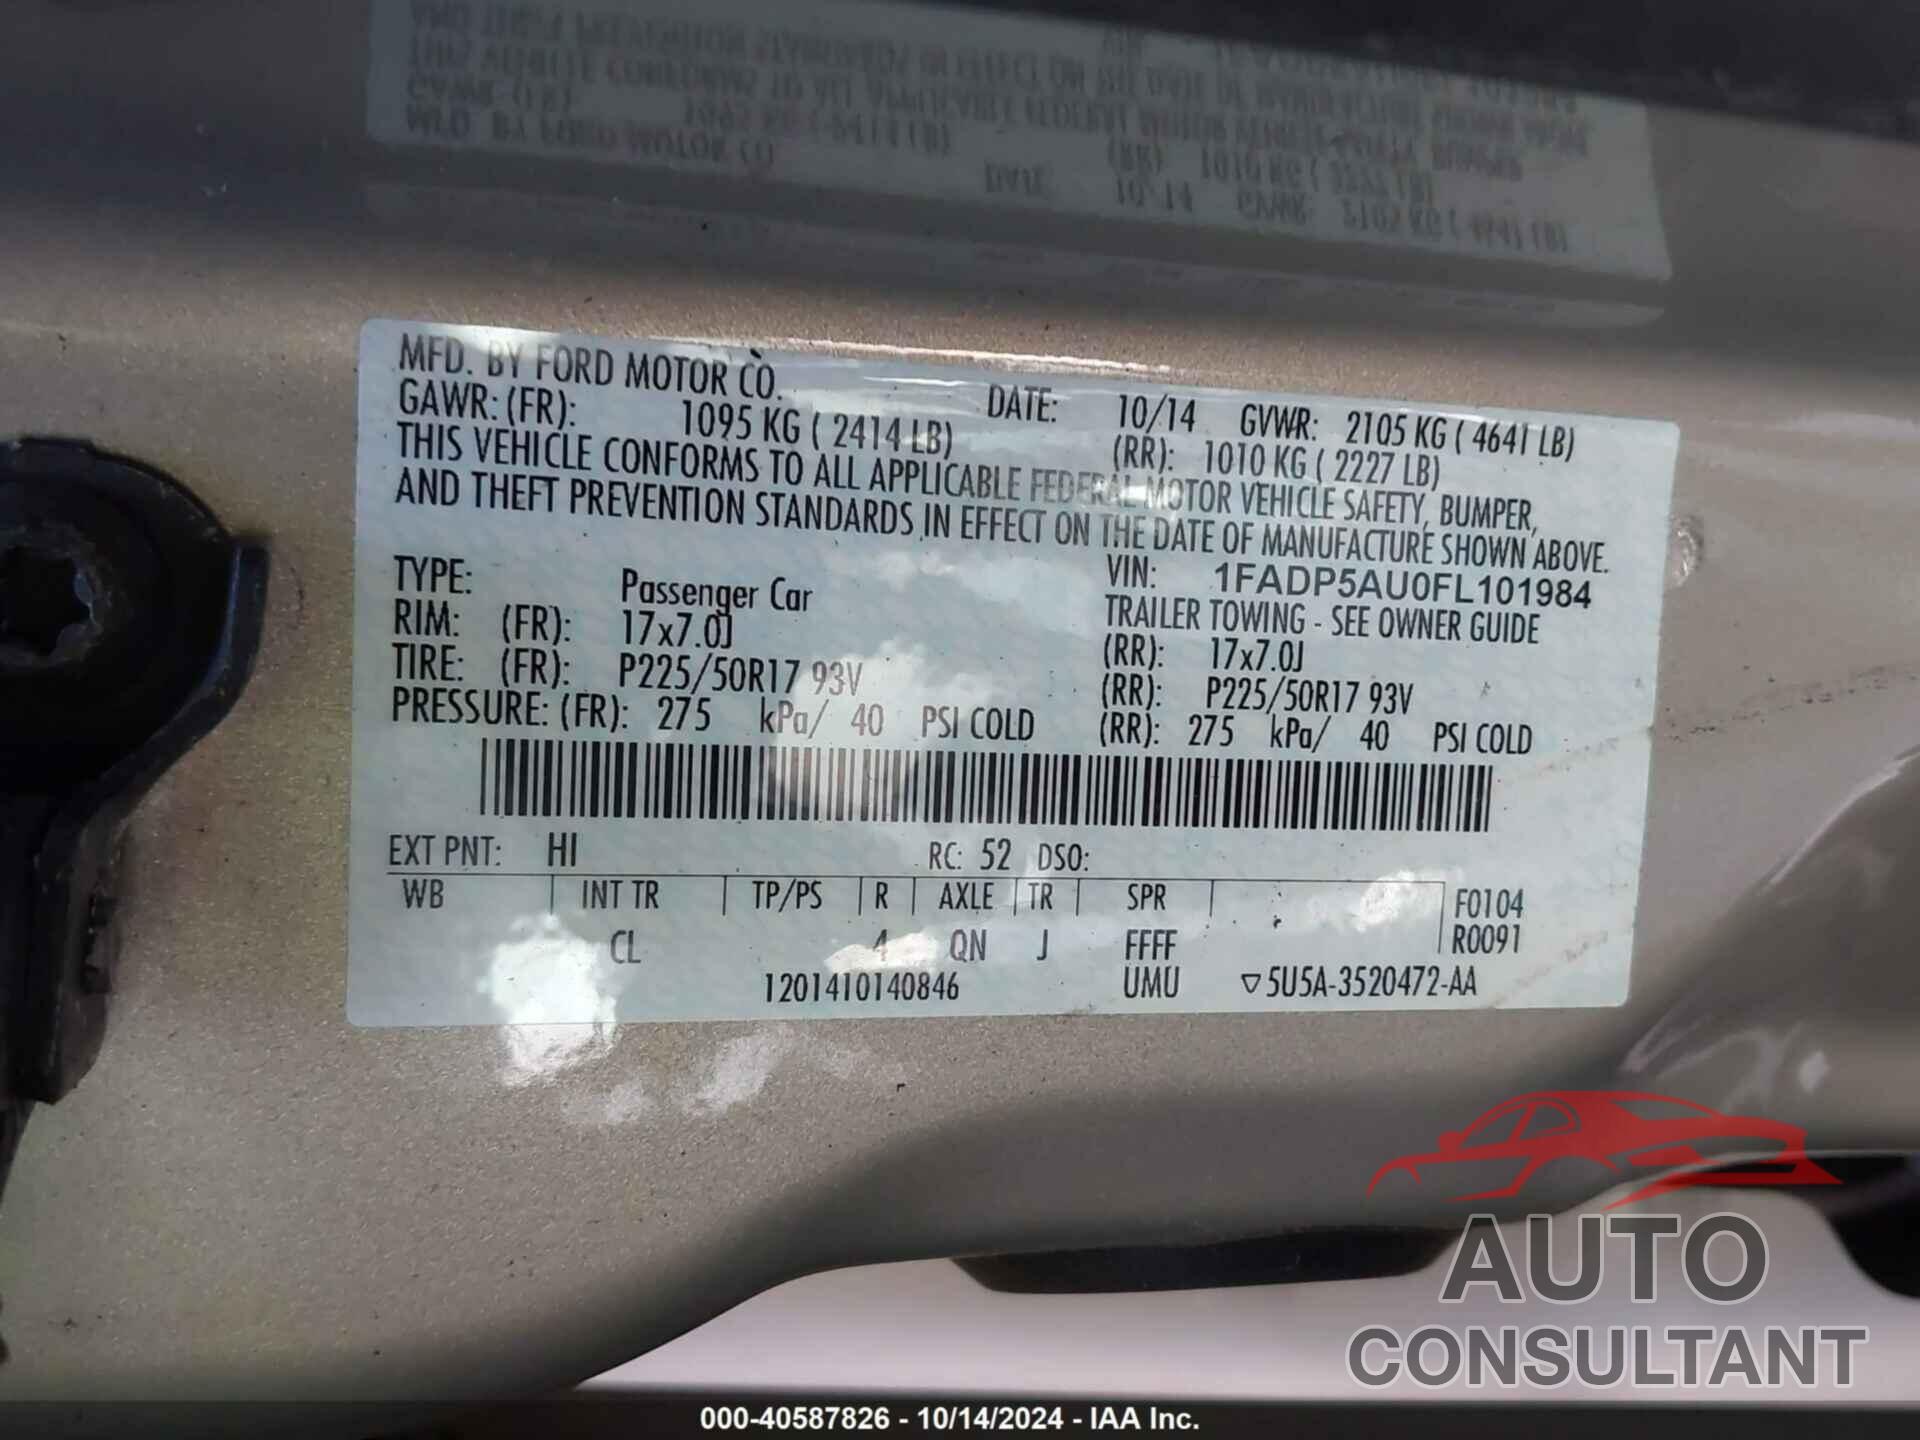 MFD. BY FORD MOTOR CO.
DATE: 10/14 GVWR: 2105 KG ( 4641 LB)
GAWR: (FR): 1095 KG ( 2414 LB) (RR): 1010 KG ( 2227 LB)
THIS VEHICLE CONFORMS TO ALL APPLICABLE FEDERAL MOTOR VEHICLE SAFETY, BUMPER,
AND THEFT PREVENTION STANDARDS IN EFFECT ON THE DATE OF MANUFACTURE SHOWN ABOVE.
VIN: 1FADP5AU0FL101984
TYPE: Passenger Car TRAILER TOWING - SEE OWNER GUIDE
RIM: (FR): 17x7.0J (RR): 17x7.0J
TIRE: (FR): P225/50R17 93V (RR): P225/50R17 93V
PRESSURE: (FR): 275 kPa/ 40 PSI COLD (RR): 275 kPa/ 40 PSI COLD
EXT PNT: HI RC: 52 DSO:
WB INT TR TP/PS R AXLE TR SPR F0104
CL 4 QN J FFFF R0091
1201410140846 UMU ▽5U5A-3520472-AA
AUTO
CONSULTANT
000-40587826 - 10/14/2024 - IAA Inc.